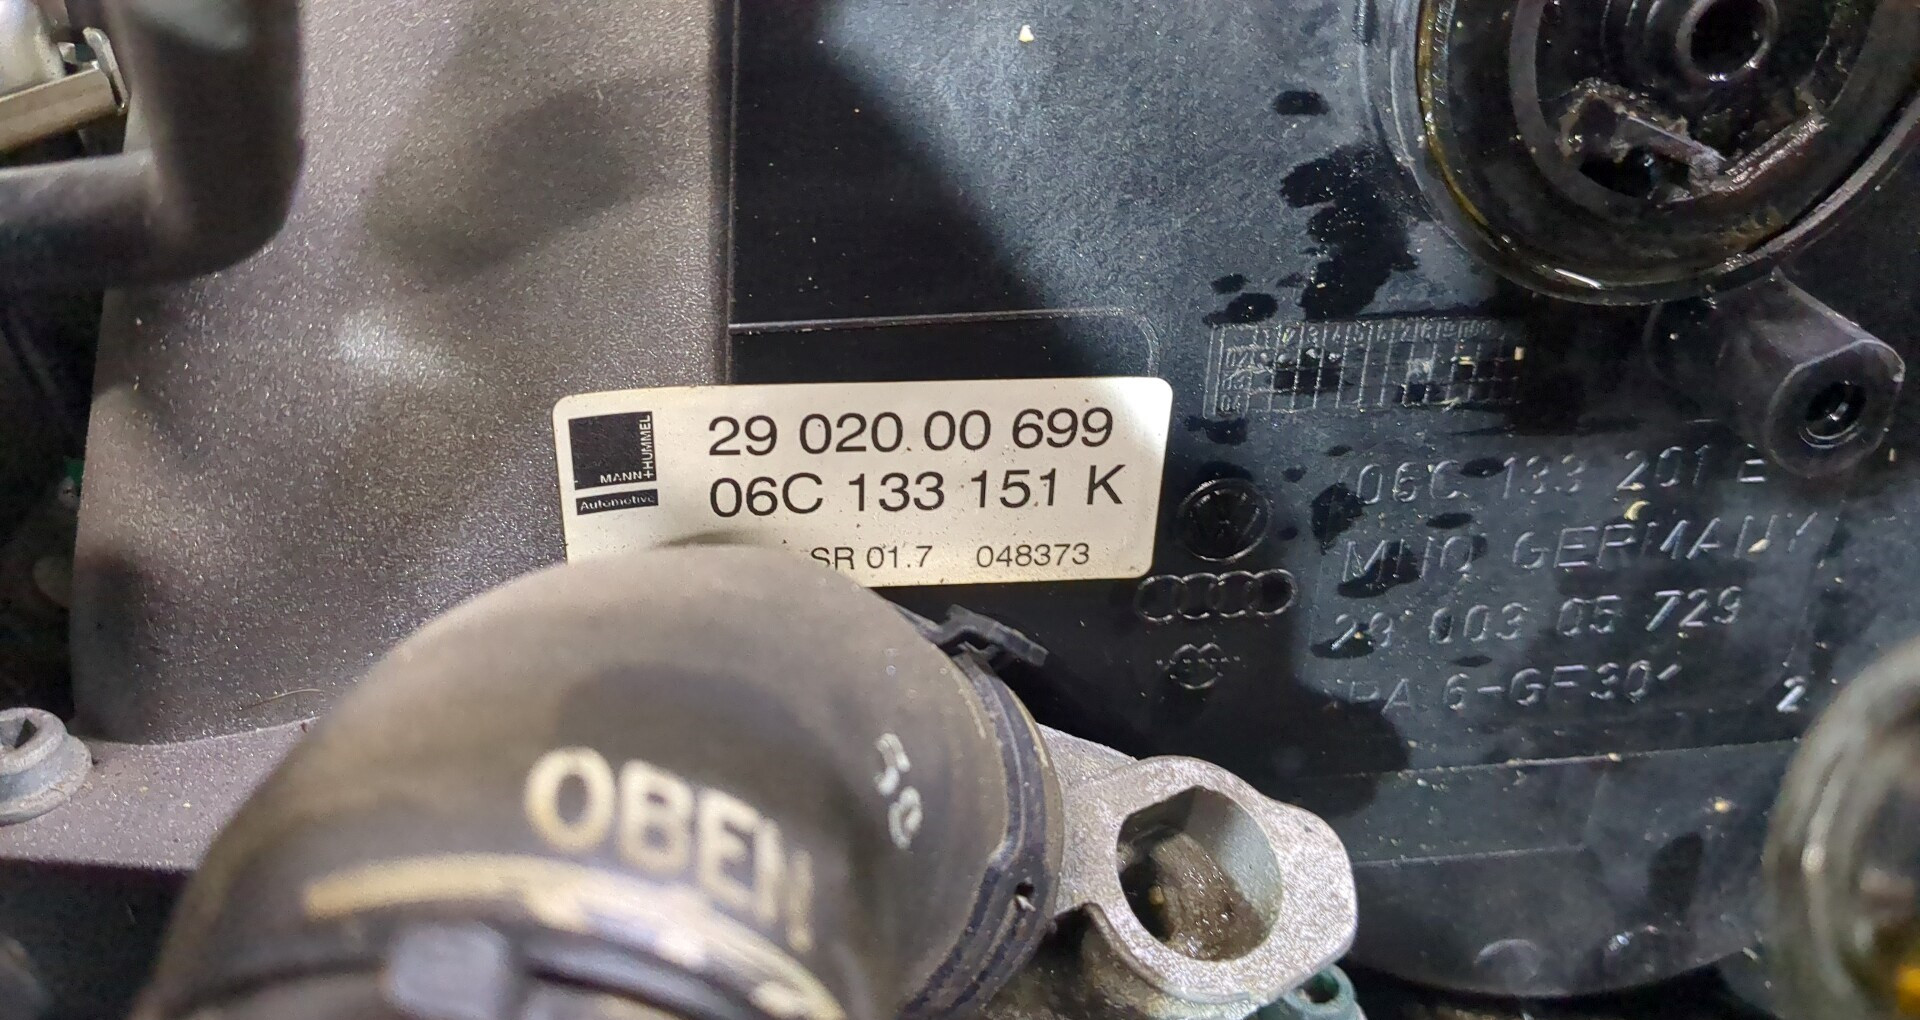 MANN+HUMMEL
Automotive
29 020 00 699
06C 133 151 K
SR 01.7 048373
06C 133 201 E
GERMANY
29 003 05 729
PA 6-GF30
2
OBEN